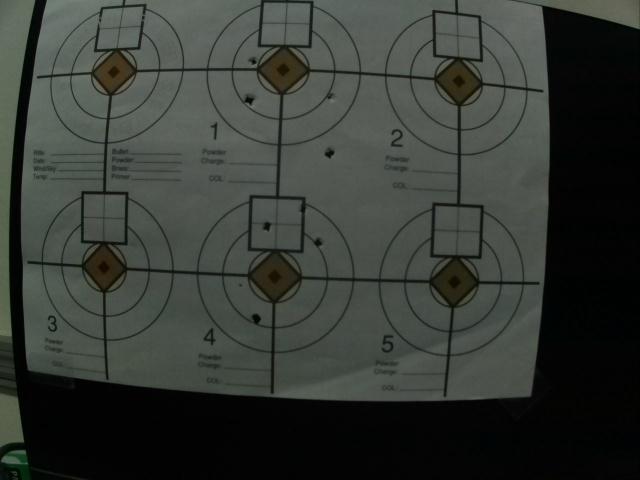 Rifle: Bullet:
Date: Powder:
Wind/Sky: Brass:
Temp: Primer:
1
Powder
Charge:
COL:
2
Powder
Charge:
COL:
3
Powder
Charge:
COL:
4
Powder
Charge:
COL:
5
Powder
Charge:
COL: